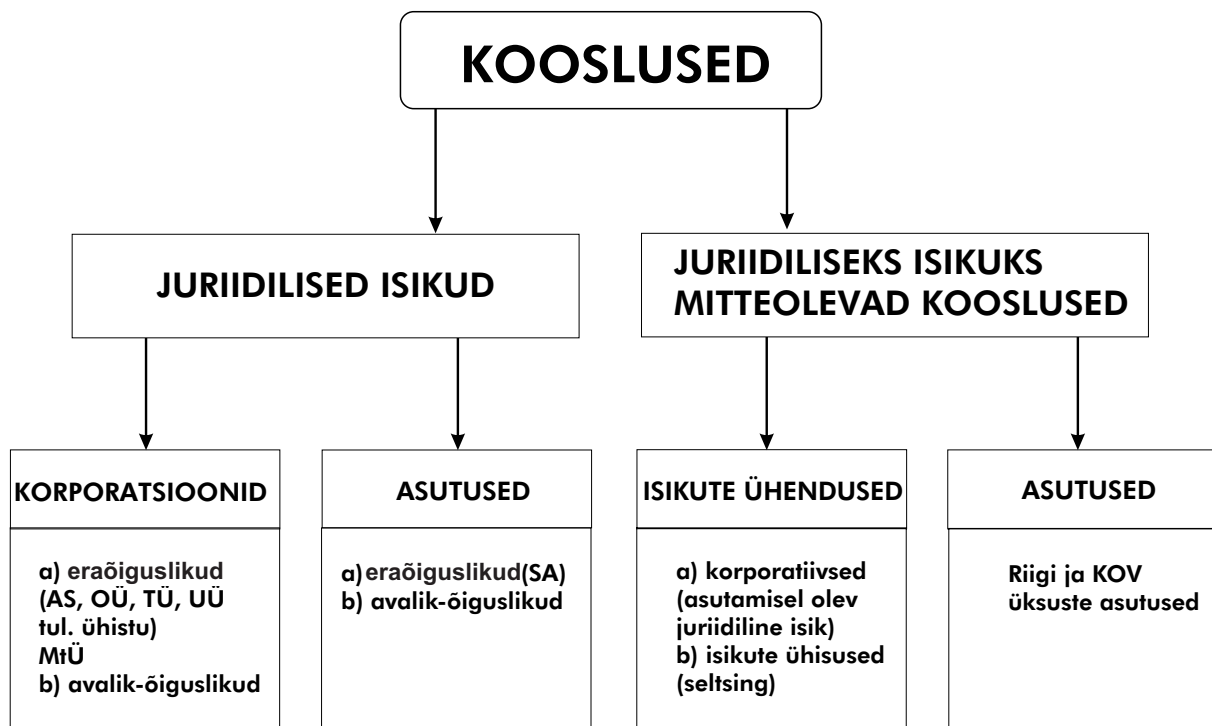 KOOSLUSED
JURIIDILISED ISIKUD
JURIIDILISEKS ISIKUKS
MITTEOLEVAD KOOSLUSED
KORPORATSIOONID
a) eraõiguslikud
(AS, OÜ, TÜ, UÜ
tul. ühistu)
MtÜ
b) avalik-õiguslikud
ASUTUSED
a)eraõiguslikud(SA)
b) avalik-õiguslikud
ISIKUTE ÜHENDUSED
a) korporatiivsed
(asutamisel olev
juriidiline isik)
b) isikute ühisused
(seltsing)
ASUTUSED
Riigi ja KOV
üksuste asutused